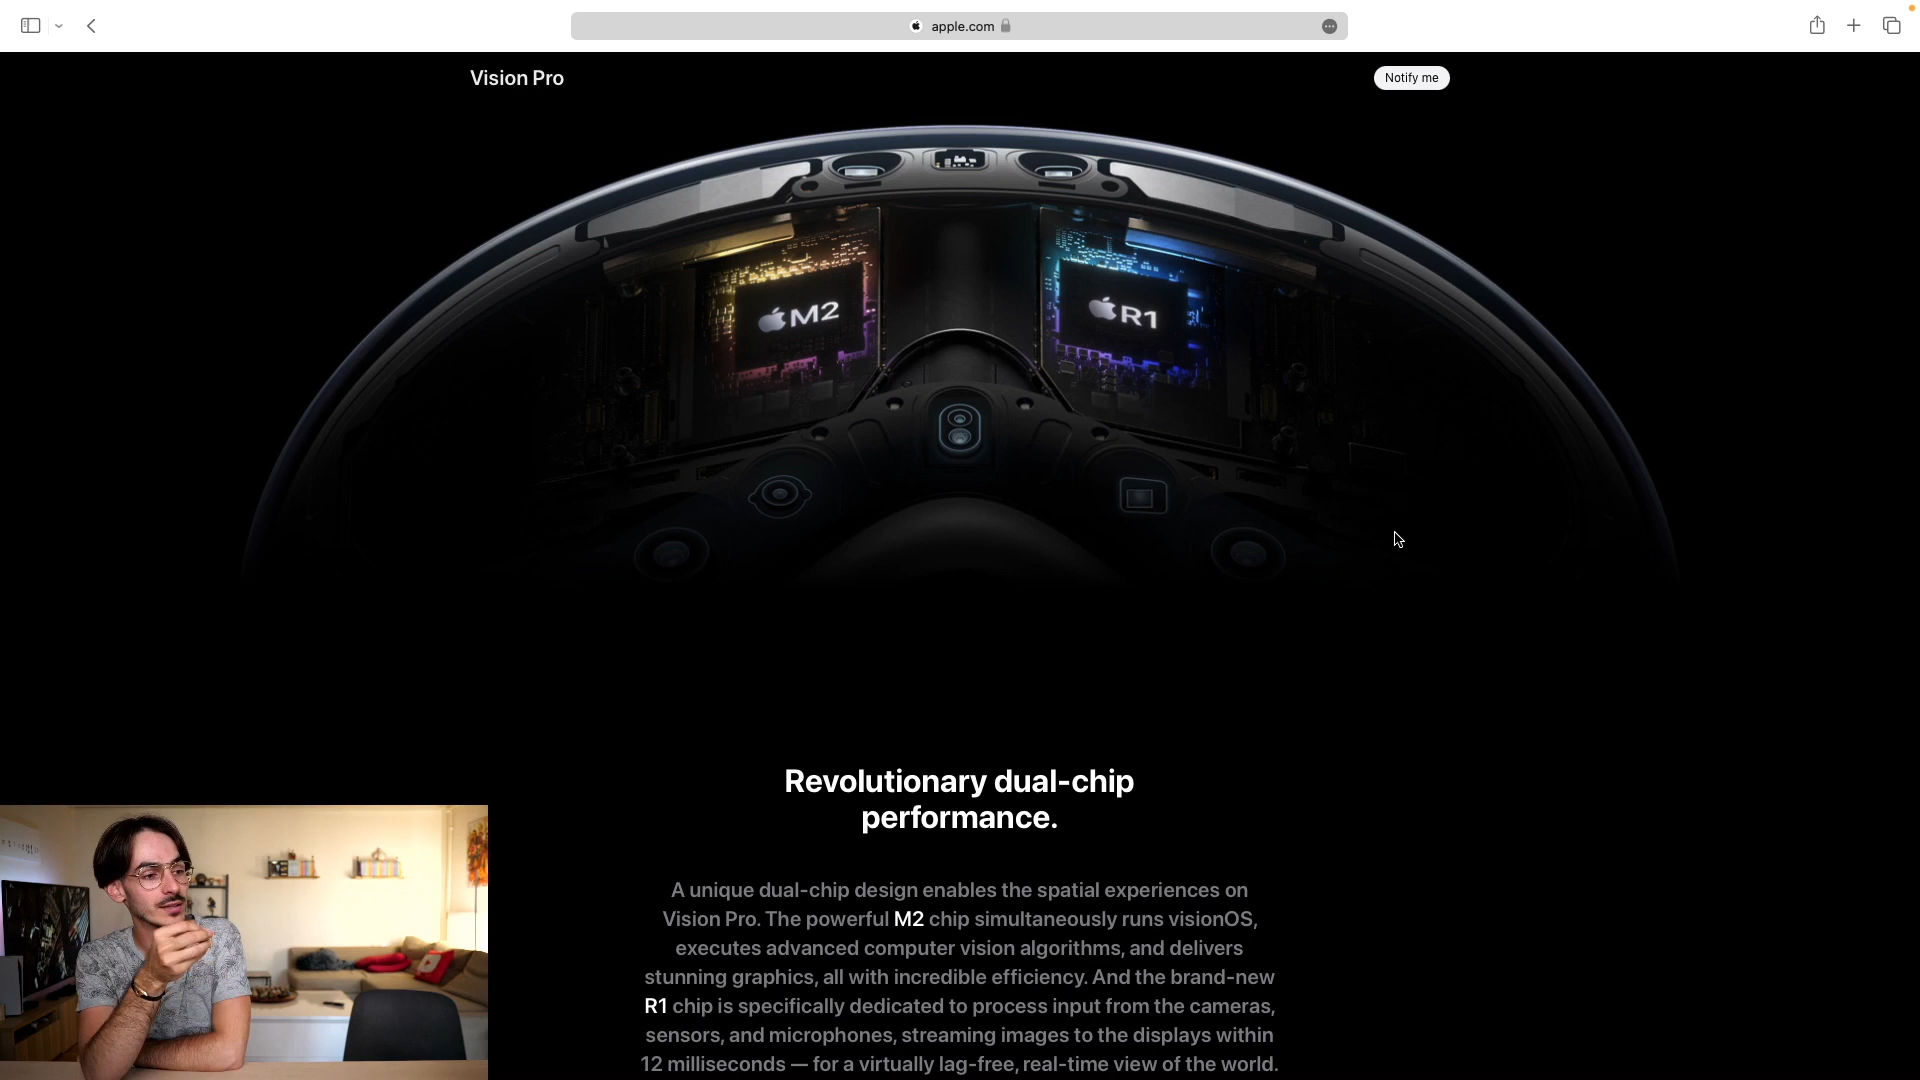 apple.com
Vision Pro
Notify me
M2
R1
Revolutionary dual-chip
performance.
A unique dual-chip design enables the spatial experiences on
Vision Pro. The powerful M2 chip simultaneously runs visionOS,
executes advanced computer vision algorithms, and delivers
stunning graphics, all with incredible efficiency. And the brand-new
R1 chip is specifically dedicated to process input from the cameras,
sensors, and microphones, streaming images to the displays within
12 milliseconds — for a virtually lag-free, real-time view of the world.